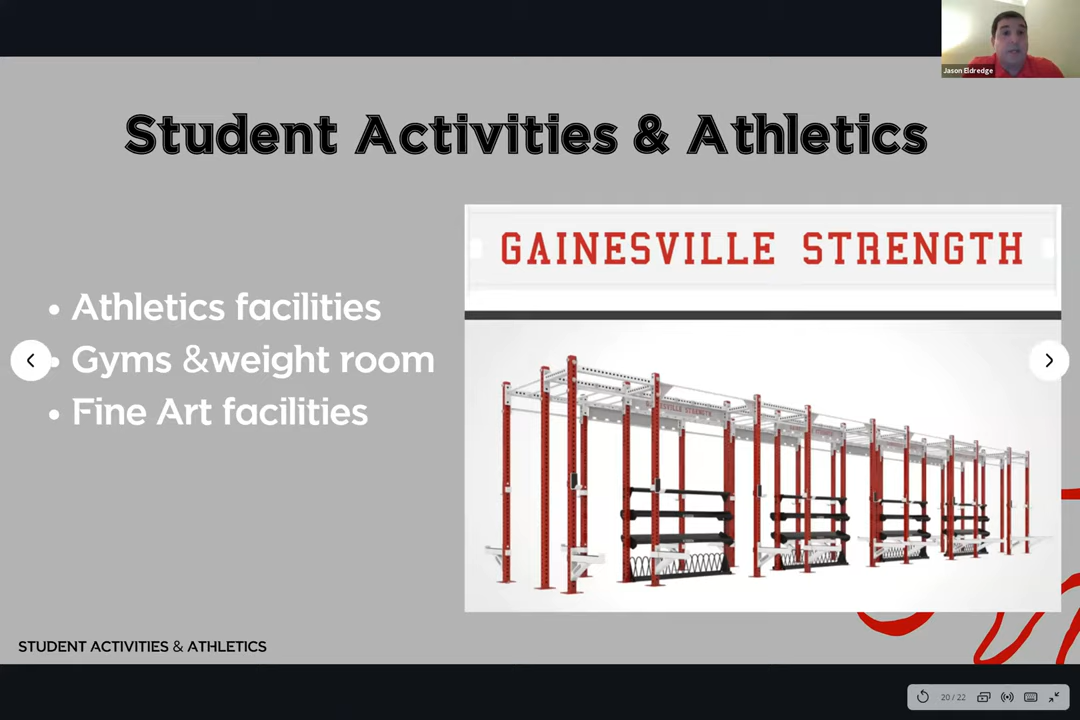 Jason Eldredge
Student Activities & Athletics
GAINESVILLE STRENGTH
• Athletics facilities
• Gyms &weight room
• Fine Art facilities
STRENGTH
STUDENT ACTIVITIES & ATHLETICS
20 / 22